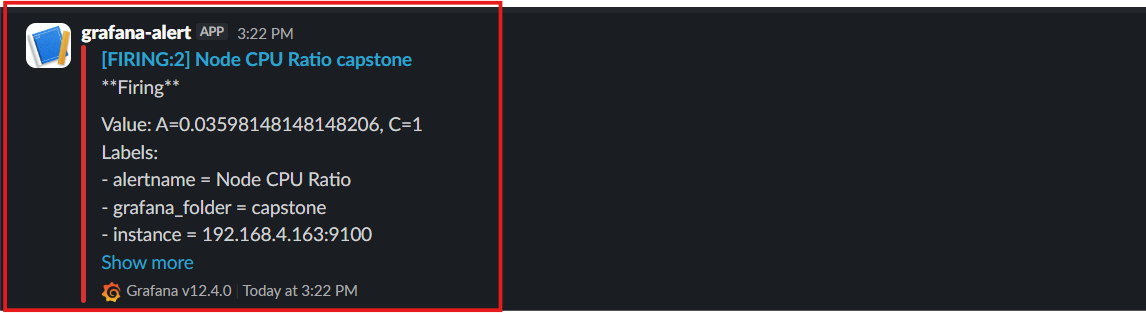 grafana-alert APP 3:22 PM
[FIRING:2] Node CPU Ratio capstone
**Firing**
Value: A=0.03598148148148206, C=1
Labels:
- alertname = Node CPU Ratio
- grafana_folder = capstone
- instance = 192.168.4.163:9100
Show more
Grafana v12.4.0 | Today at 3:22 PM